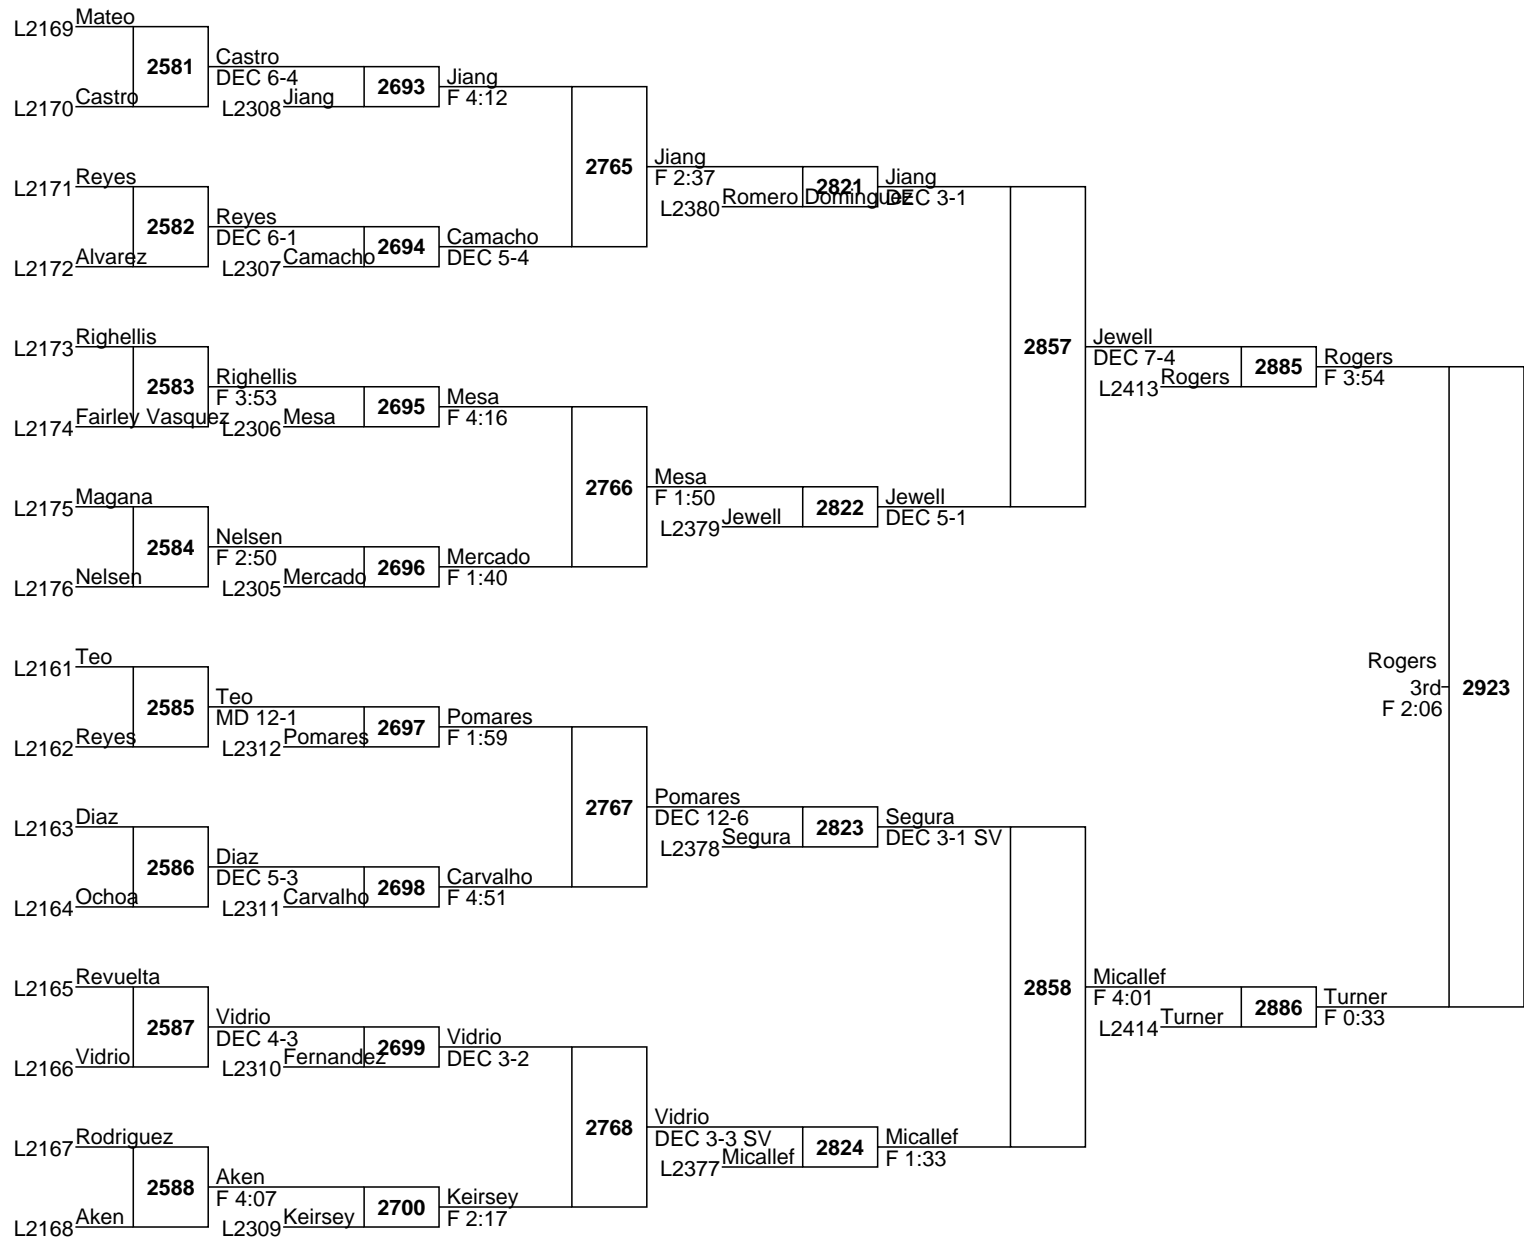 Mateo
L2169
2581
Castro
DEC 6-4
L2170 Castro
L2308 Jiang
2693
Jiang
F 4:12
2765
Jiang
F 2:37
L2380 Romero Dominguez
2821
Jiang
DEC 3-1
L2171 Reyes
2582
Reyes
DEC 6-1
L2172 Alvarez
L2307 Camacho
2694
Camacho
DEC 5-4
2857
Jewell
DEC 7-4
L2413 Rogers
2885
Rogers
F 3:54
L2173 Righellis
2583
Righellis
F 3:53
L2174 Fairley Vasquez
L2306 Mesa
2695
Mesa
F 4:16
2766
Mesa
F 1:50
L2379 Jewell
2822
Jewell
DEC 5-1
L2175 Magana
2584
Nelsen
F 2:50
L2176 Nelsen
L2305 Mercado
2696
Mercado
F 1:40
Rogers
3rd
F 2:06
2923
L2161 Teo
2585
Teo
MD 12-1
L2162 Reyes
L2312 Pomares
2697
Pomares
F 1:59
2767
Pomares
DEC 12-6
L2378 Segura
2823
Segura
DEC 3-1 SV
L2163 Diaz
2586
Diaz
DEC 5-3
L2164 Ochoa
L2311 Carvalho
2698
Carvalho
F 4:51
2858
Micallef
F 4:01
L2414 Turner
2886
Turner
F 0:33
L2165 Revuelta
2587
Vidrio
DEC 4-3
L2166 Vidrio
L2310 Fernandez
2699
Vidrio
DEC 3-2
2768
Vidrio
DEC 3-3 SV
L2377 Micallef
2824
Micallef
F 1:33
L2167 Rodriguez
2588
Aken
F 4:07
L2168 Aken
L2309 Keirsey
2700
Keirsey
F 2:17